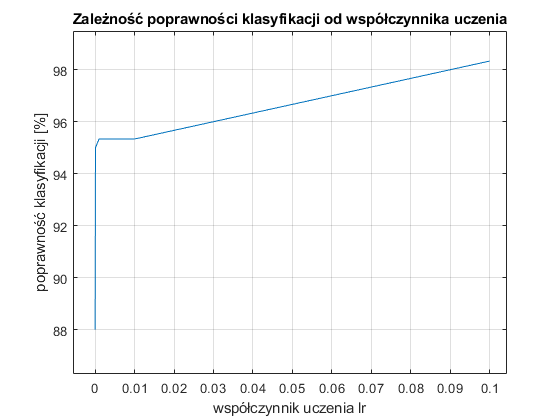 Zależność poprawności klasyfikacji od współczynnika uczenia
98
96
94
92
90
88
poprawność klasyfikacji [%]
0 0.01 0.02 0.03 0.04 0.05 0.06 0.07 0.08 0.09 0.1
współczynnik uczenia lr